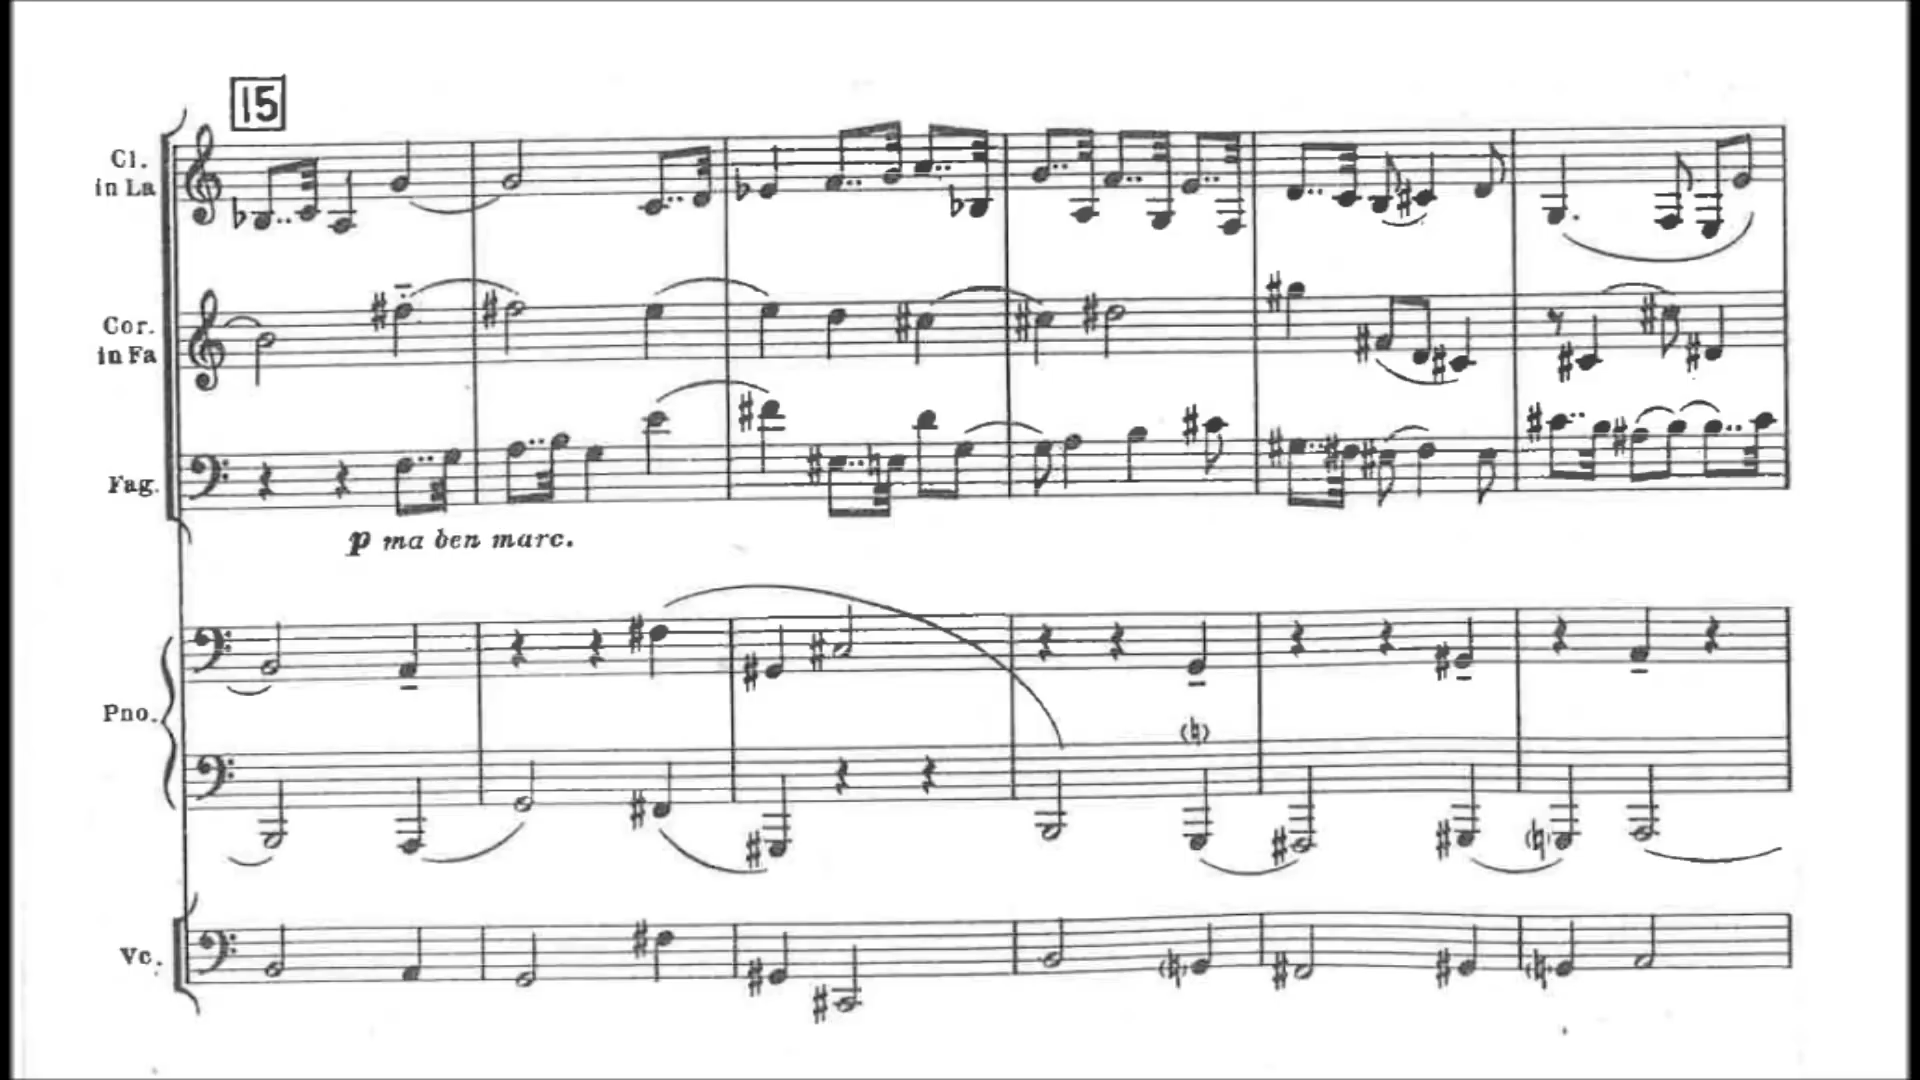 15
Cl.
in La
Cor.
in Fa
Fag.
p ma ben marc.
Pno.
Vc.